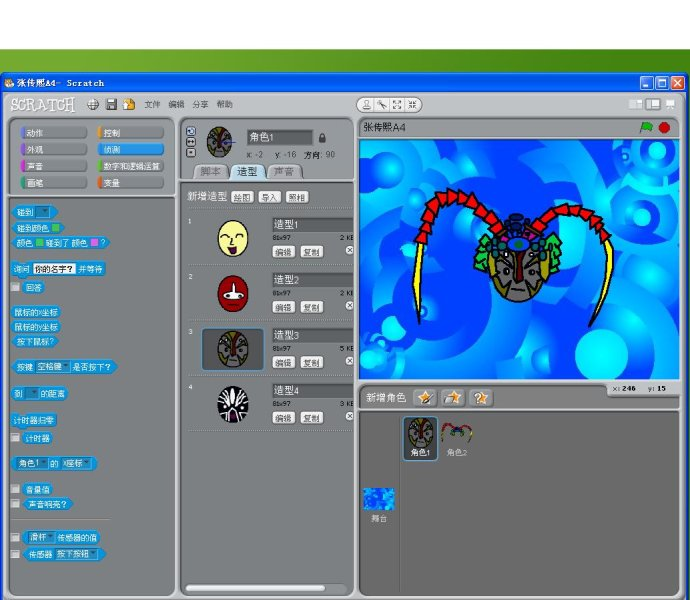 张传熙A4- Scratch
SCRATCH 文件 编辑 分享 帮助
动作 控制
外观 侦测
声音 数字和逻辑运算
画笔 变量
碰到
碰到颜色
颜色 碰到了 颜色 ?
询问 你的名字? 并等待
回答
鼠标的x坐标
鼠标的y坐标
按下鼠标?
按键 空格键 是否按下?
到 的距离
计时器归零
计时器
角色1 的 x座标
音量值
声音响亮?
滑杆 传感器的值
传感器 按下按钮
角色1
x: -2 y: -16 方向: 90
脚本 造型 声音
新增造型 绘图 导入 照相
1 造型1
81x97 2 KB
编辑 复制
2 造型2
81x97 2 KB
编辑 复制
3 造型3
81x97 5 KB
编辑 复制
4 造型4
81x97 3 KB
编辑 复制
张传熙A4
x: 246 y: 15
新增角色
角色1 角色2
舞台